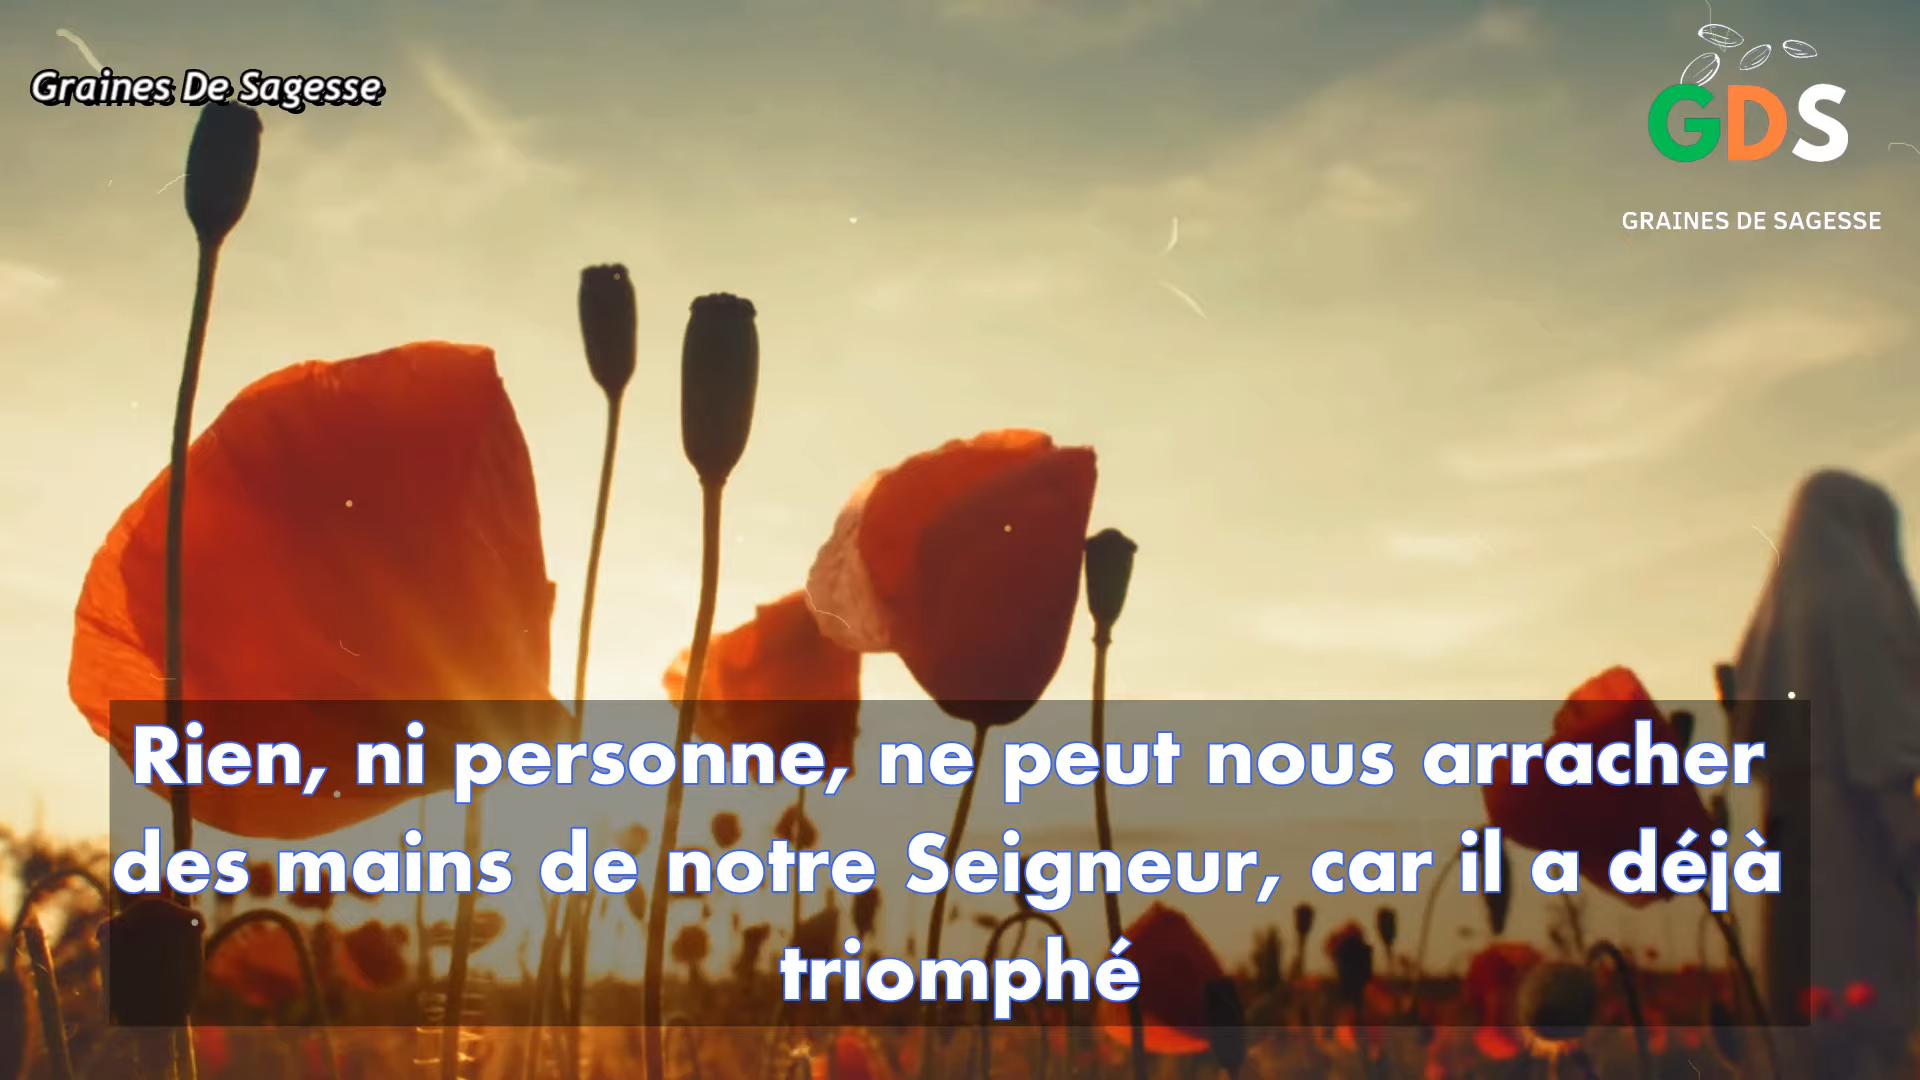 Graines De Sagesse
GDS
GRAINES DE SAGESSE
Rien, ni personne, ne peut nous arracher
des mains de notre Seigneur, car il a déjà
triomphé